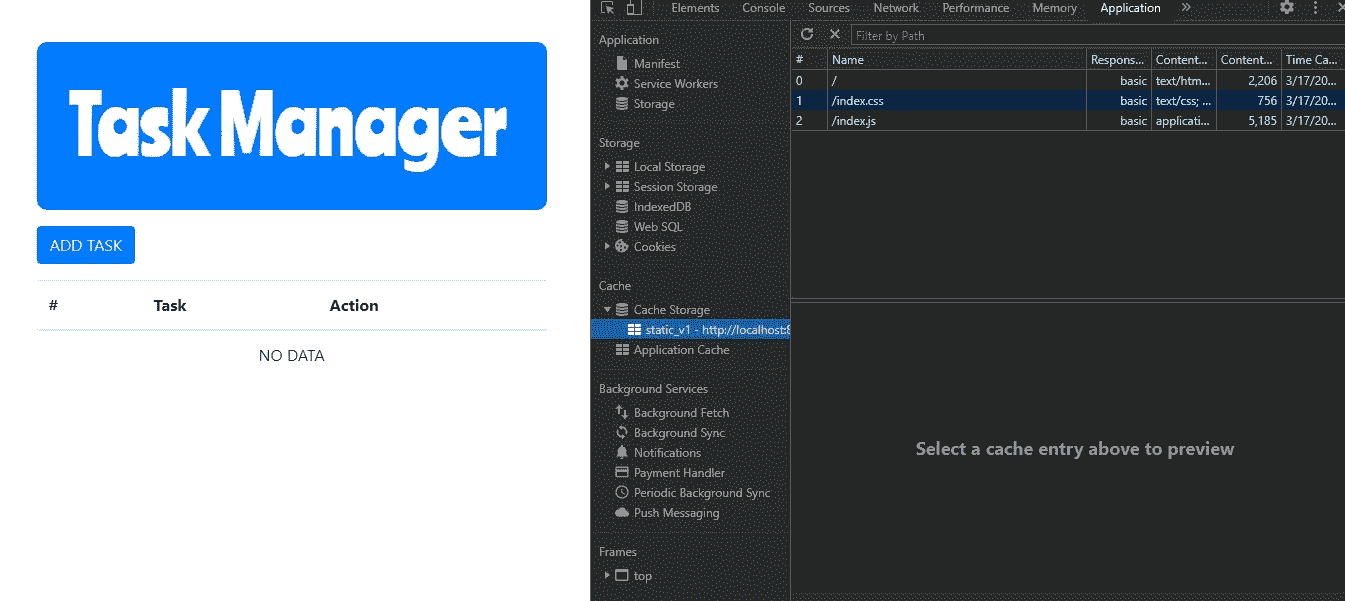 Task Manager
ADD TASK
# Task Action
NO DATA
Elements Console Sources Network Performance Memory Application
Application
Manifest
Service Workers
Storage
Storage
Local Storage
Session Storage
IndexedDB
Web SQL
Cookies
Cache
Cache Storage
static_v1 - http://localhost:8
Application Cache
Background Services
Background Fetch
Background Sync
Notifications
Payment Handler
Periodic Background Sync
Push Messaging
Frames
top
Filter by Path
# Name Respons... Content... Content... Time Ca...
0 / basic text/htm... 2,206 3/17/20...
1 /index.css basic text/css; ... 756 3/17/20...
2 /index.js basic applicati... 5,185 3/17/20...
Select a cache entry above to preview